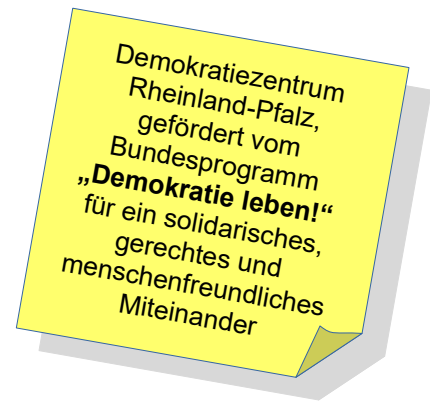 Demokratiezentrum
Rheinland-Pfalz,
gefördert vom
Bundesprogramm
„Demokratie leben!“
für ein solidarisches,
gerechtes und
menschenfreundliches
Miteinander